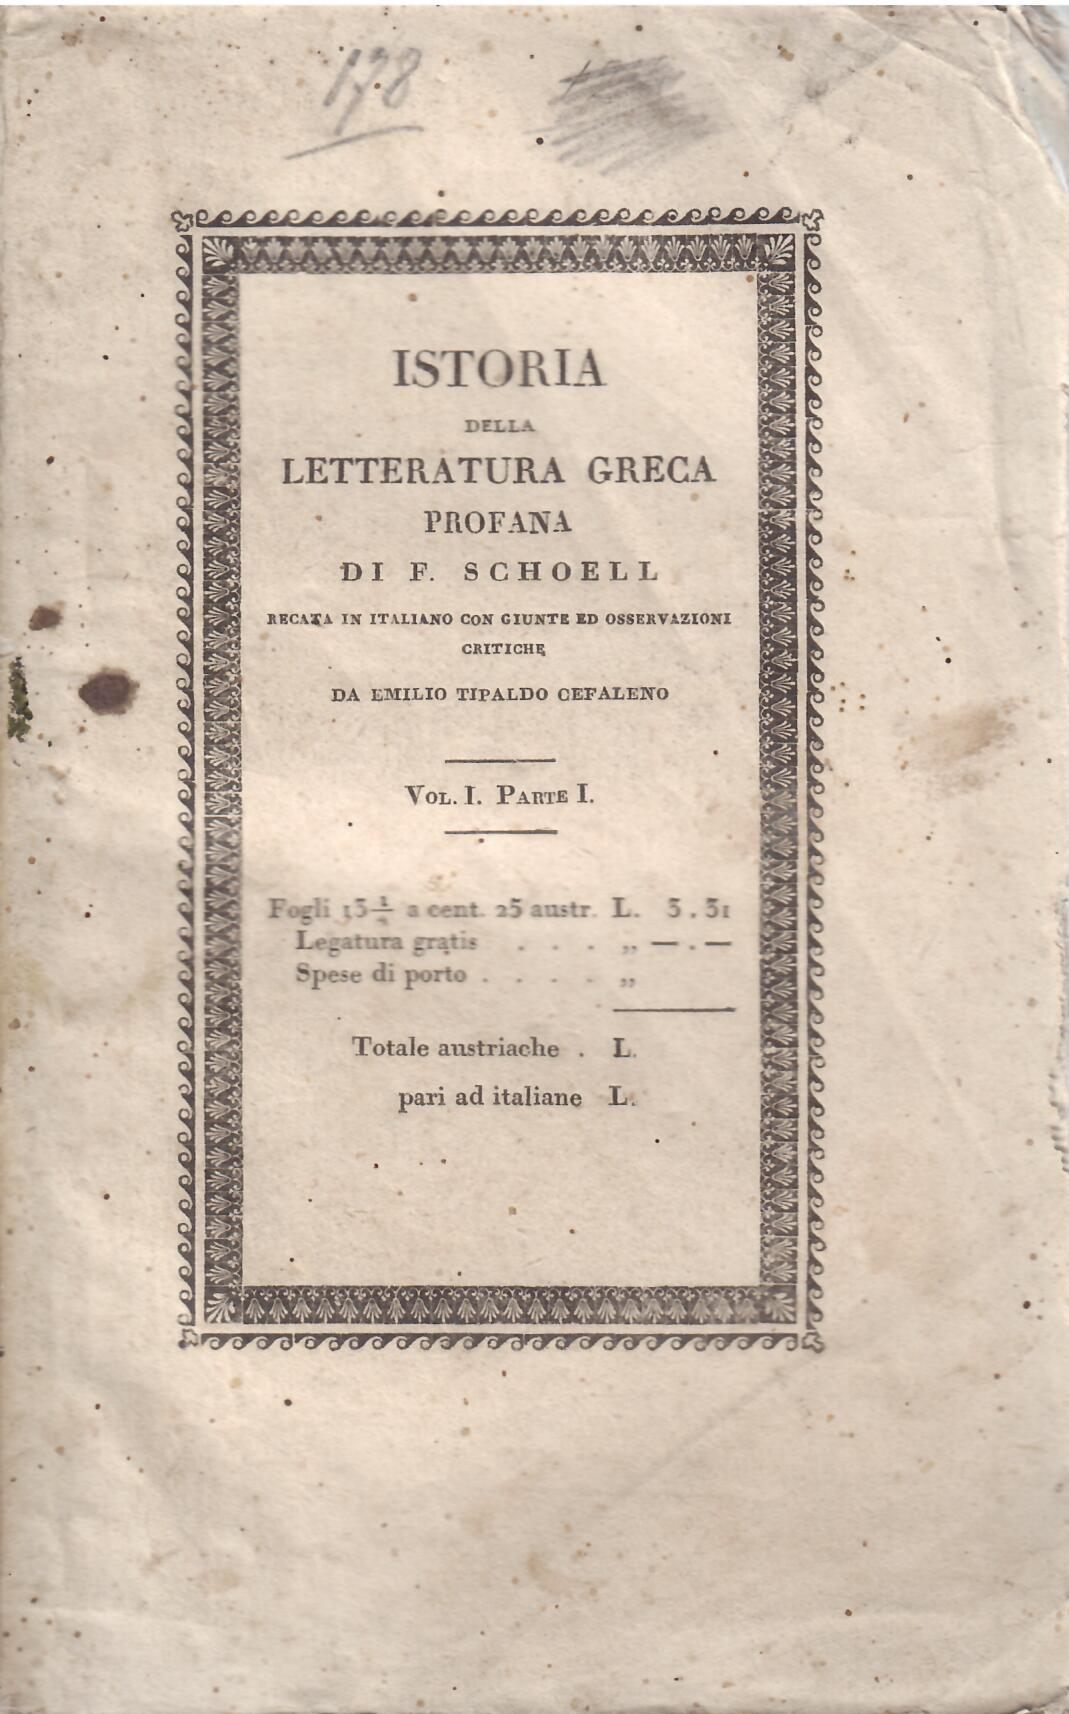 178
ISTORIA
DELLA
LETTERATURA GRECA
PROFANA
DI F. SCHOELL
RECATA IN ITALIANO CON GIUNTE ED OSSERVAZIONI
CRITICHE
DA EMILIO TIPALDO CEFALENO
VOL. I. PARTE I.
Fogli 13 ¼ a cent. 25 austr. L. 3.31
Legatura gratis . . . „ — . —
Spese di porto . . . . „
Totale austriache . L.
pari ad italiane L.